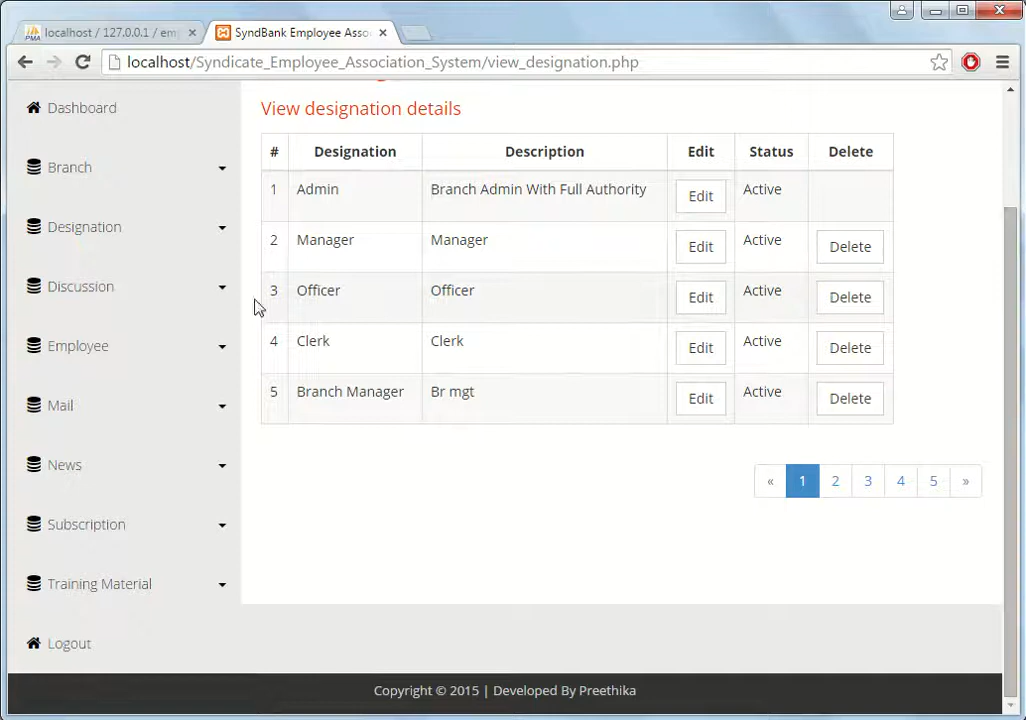 PMA localhost / 127.0.0.1 / em
SyndBank Employee Asso
localhost/Syndicate_Employee_Association_System/view_designation.php
Dashboard
Branch
Designation
Discussion
Employee
Mail
News
Subscription
Training Material
Logout
View designation details
# Designation Description Edit Status Delete
1 Admin Branch Admin With Full Authority Edit Active
2 Manager Manager Edit Active Delete
3 Officer Officer Edit Active Delete
4 Clerk Clerk Edit Active Delete
5 Branch Manager Br mgt Edit Active Delete
« 1 2 3 4 5 »
Copyright © 2015 | Developed By Preethika